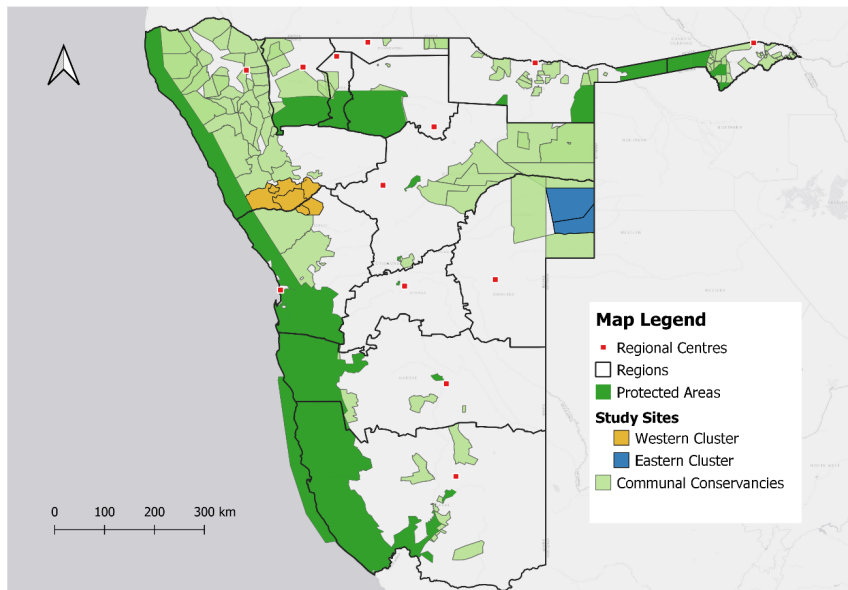 Map Legend
Regional Centres
Regions
Protected Areas
Study Sites
Western Cluster
Eastern Cluster
Communal Conservancies
0 100 200 300 km